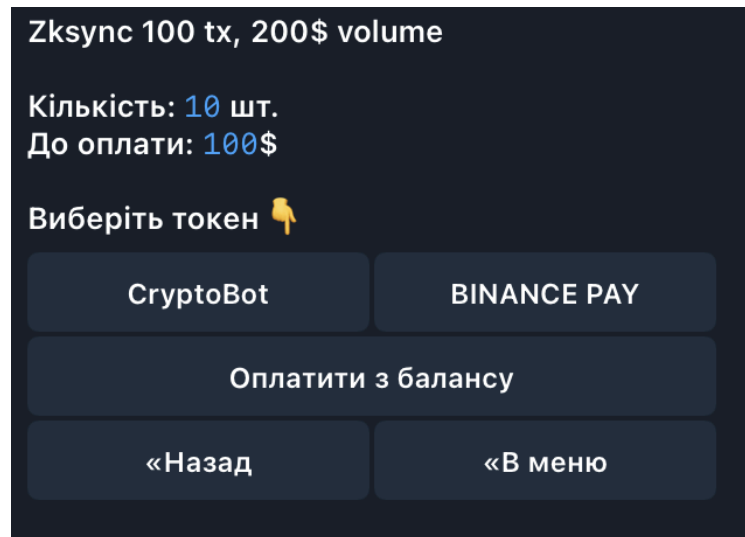 Zksync 100 tx, 200$ volume
Кількість: 10 шт.
До оплати: 100$
Виберіть токен 👇
CryptoBot
BINANCE PAY
Оплатити з балансу
«Назад
«В меню